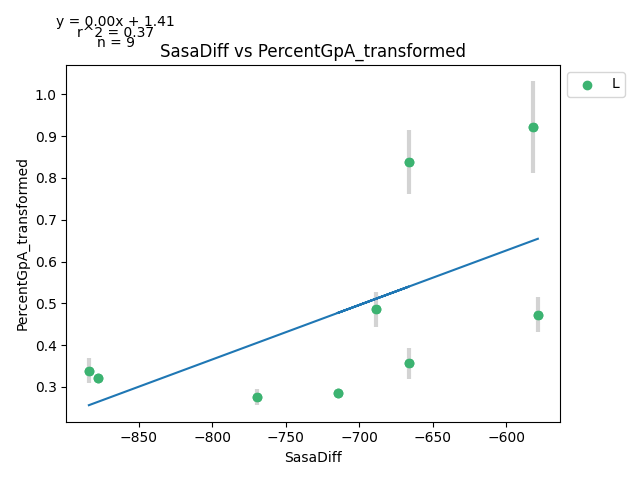 y = 0.00x + 1.41
r^2 = 0.37
n = 9
SasaDiff vs PercentGpA_transformed
L
PercentGpA_transformed
1.0
0.9
0.8
0.7
0.6
0.5
0.4
0.3
−850 −800 −750 −700 −650 −600
SasaDiff